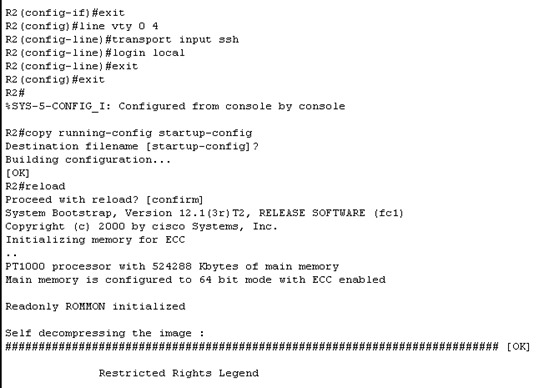 R2(config-if)#exit
R2(config)#line vty 0 4
R2(config-line)#transport input ssh
R2(config-line)#login local
R2(config-line)#exit
R2(config)#exit
R2#
%SYS-5-CONFIG_I: Configured from console by console
R2#copy running-config startup-config
Destination filename [startup-config]?
Building configuration...
[OK]
R2#reload
Proceed with reload? [confirm]
System Bootstrap, Version 12.1(3r)T2, RELEASE SOFTWARE (fc1)
Copyright (c) 2000 by cisco Systems, Inc.
Initializing memory for ECC
..
PT1000 processor with 524288 Kbytes of main memory
Main memory is configured to 64 bit mode with ECC enabled
Readonly ROMMON initialized
Self decompressing the image :
########################################################################## [OK]
Restricted Rights Legend